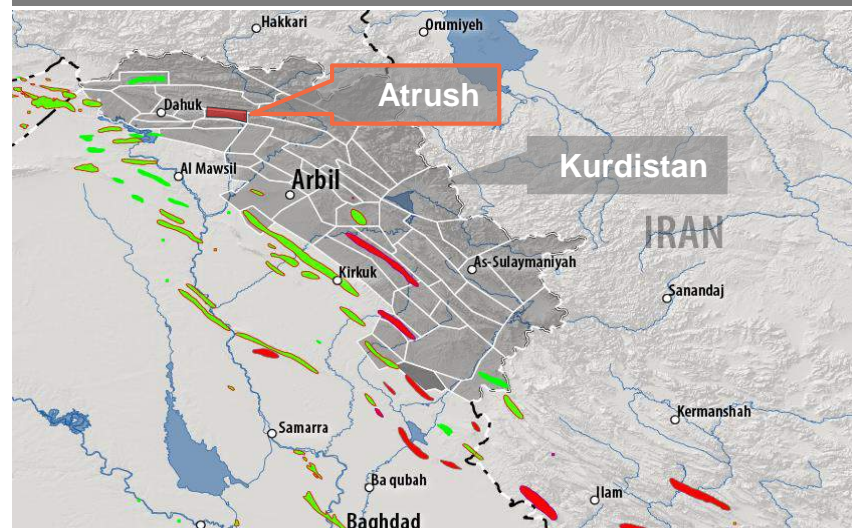 Hakkari
Orumiyeh
Atrush
Dahuk
Kurdistan
Al Mawsil
Arbil
IRAN
As-Sulaymaniyah
Kirkuk
Sanandaj
Kermanshah
Samarra
Ba qubah
Ilam
Baghdad